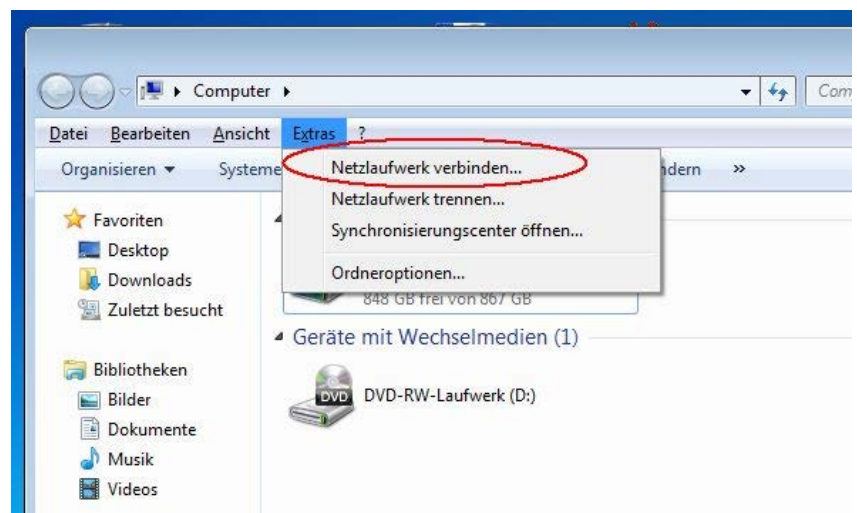 Computer
Com
Datei Bearbeiten Ansicht Extras ?
Organisieren Systeme ndern »
Netzlaufwerk verbinden...
Netzlaufwerk trennen...
Synchronisierungscenter öffnen...
Ordneroptionen...
Favoriten
Desktop
Downloads
Zuletzt besucht
Bibliotheken
Bilder
Dokumente
Musik
Videos
848 GB frei von 867 GB
Geräte mit Wechselmedien (1)
DVD
DVD-RW-Laufwerk (D:)